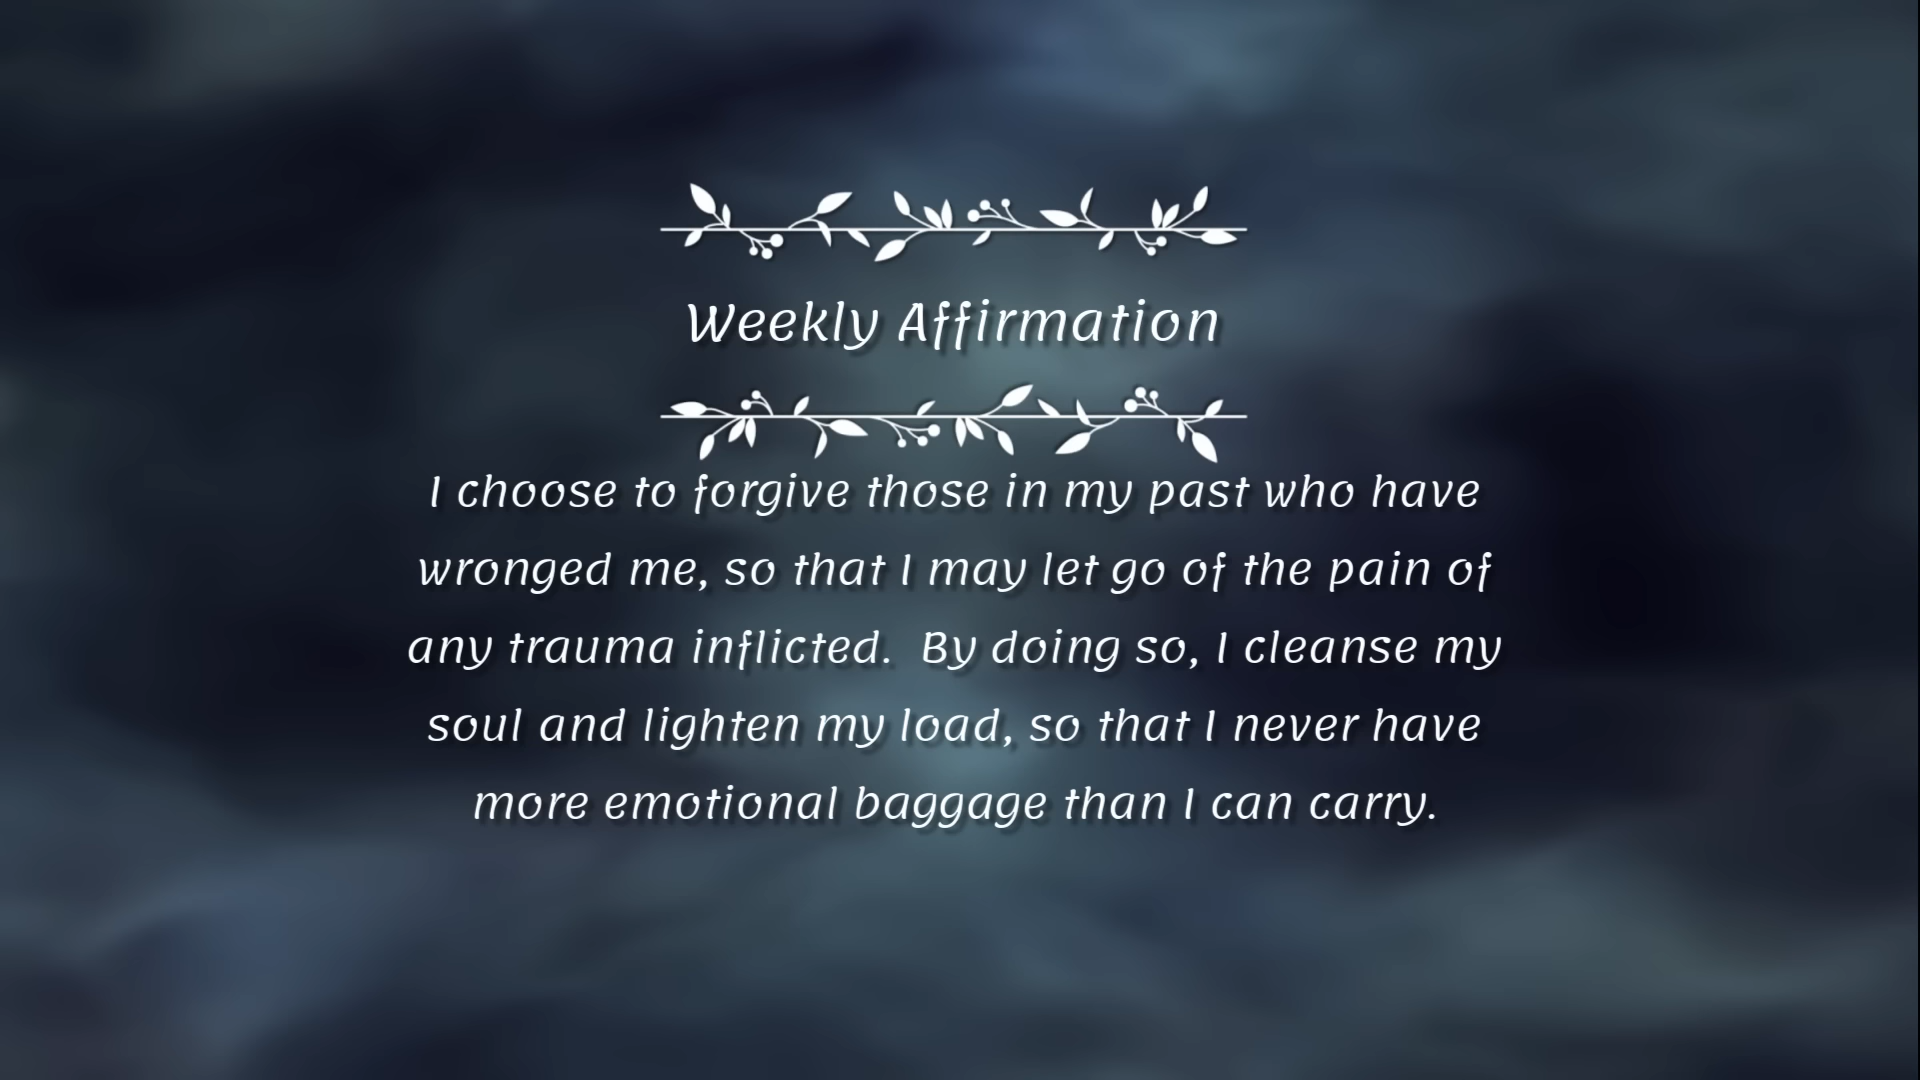 Weekly Affirmation
I choose to forgive those in my past who have
wronged me, so that I may let go of the pain of
any trauma inflicted.  By doing so, I cleanse my
soul and lighten my load, so that I never have
more emotional baggage than I can carry.